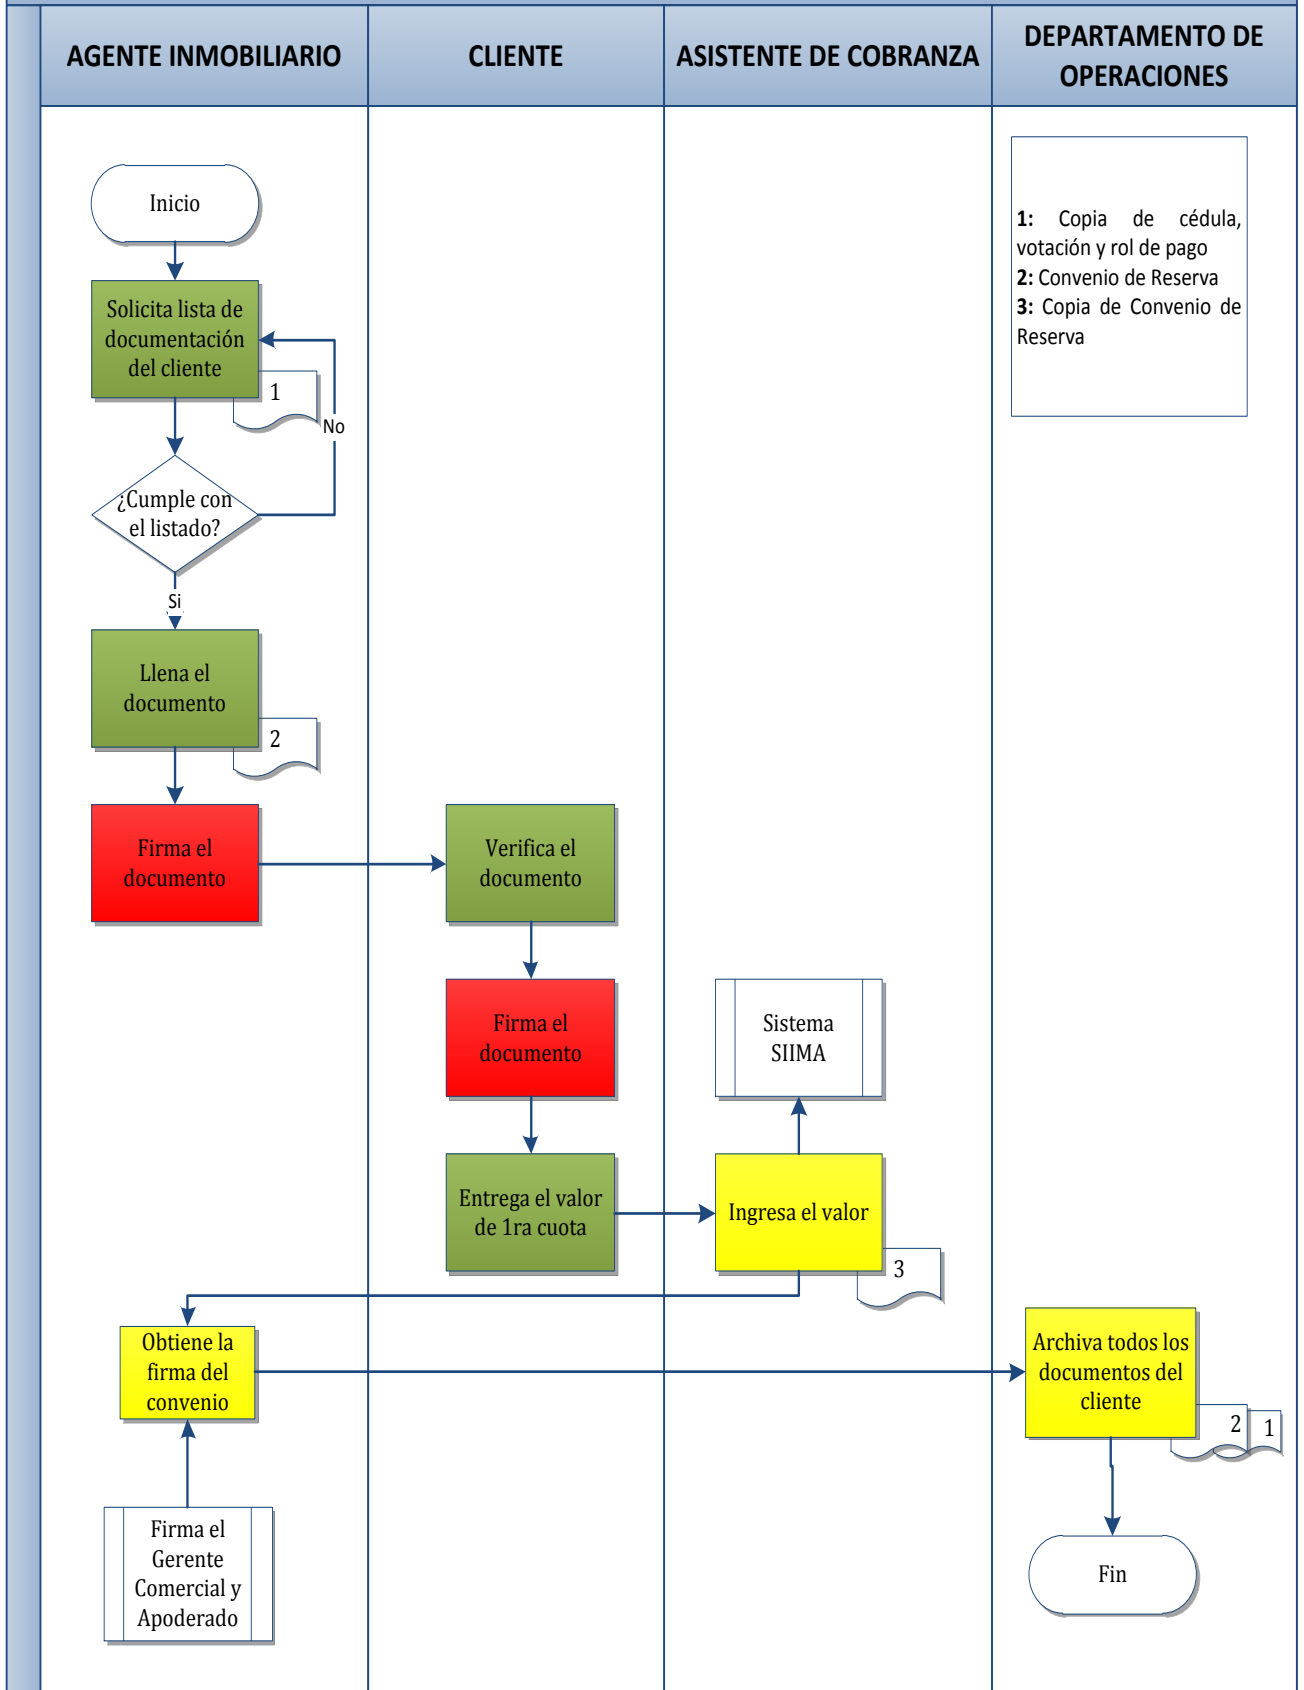 AGENTE INMOBILIARIO
CLIENTE
ASISTENTE DE COBRANZA
DEPARTAMENTO DE
OPERACIONES
Inicio
1: Copia de cédula,
votación y rol de pago
2: Convenio de Reserva
3: Copia de Convenio de
Reserva
Solicita lista de
documentación
del cliente
1
No
¿Cumple con
el listado?
Si
Llena el
documento
2
Firma el
documento
Verifica el
documento
Firma el
documento
Sistema
SIIMA
Entrega el valor
de 1ra cuota
Ingresa el valor
3
Obtiene la
firma del
convenio
Archiva todos los
documentos del
cliente
2
1
Firma el
Gerente
Comercial y
Apoderado
Fin